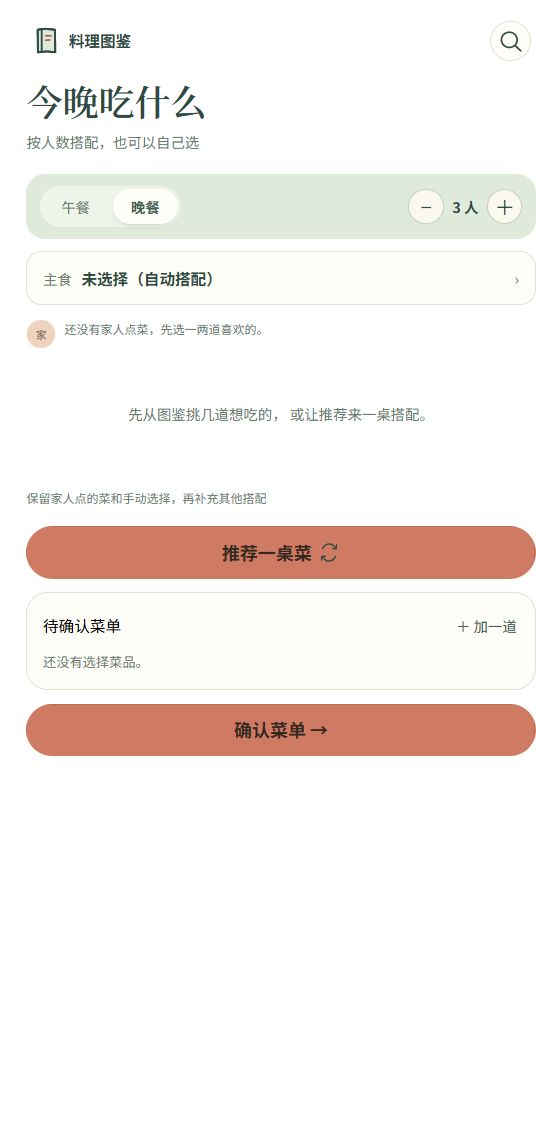 料理图鉴
今晚吃什么
按人数搭配，也可以自己选
午餐 晚餐 − 3 人 ＋
主食 未选择（自动搭配） ›
家 还没有家人点菜，先选一两道喜欢的。
先从图鉴挑几道想吃的， 或让推荐来一桌搭配。
保留家人点的菜和手动选择，再补充其他搭配
推荐一桌菜
待确认菜单 ＋ 加一道
还没有选择菜品。
确认菜单 →